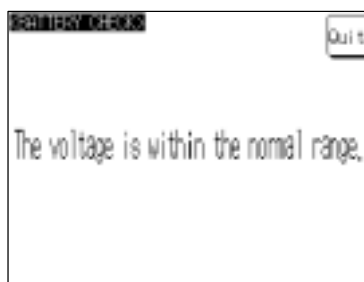 <BATTERY CHECK>
Quit
The voltage is within the normal range.